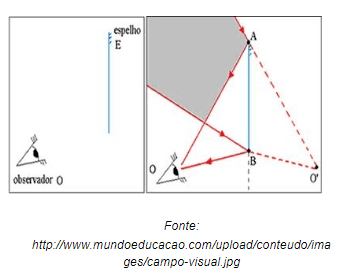 espelho
E
observador O
A
B
O
O'
Fonte:
http://www.mundoeducacao.com/upload/conteudo/ima
ges/campo-visual.jpg